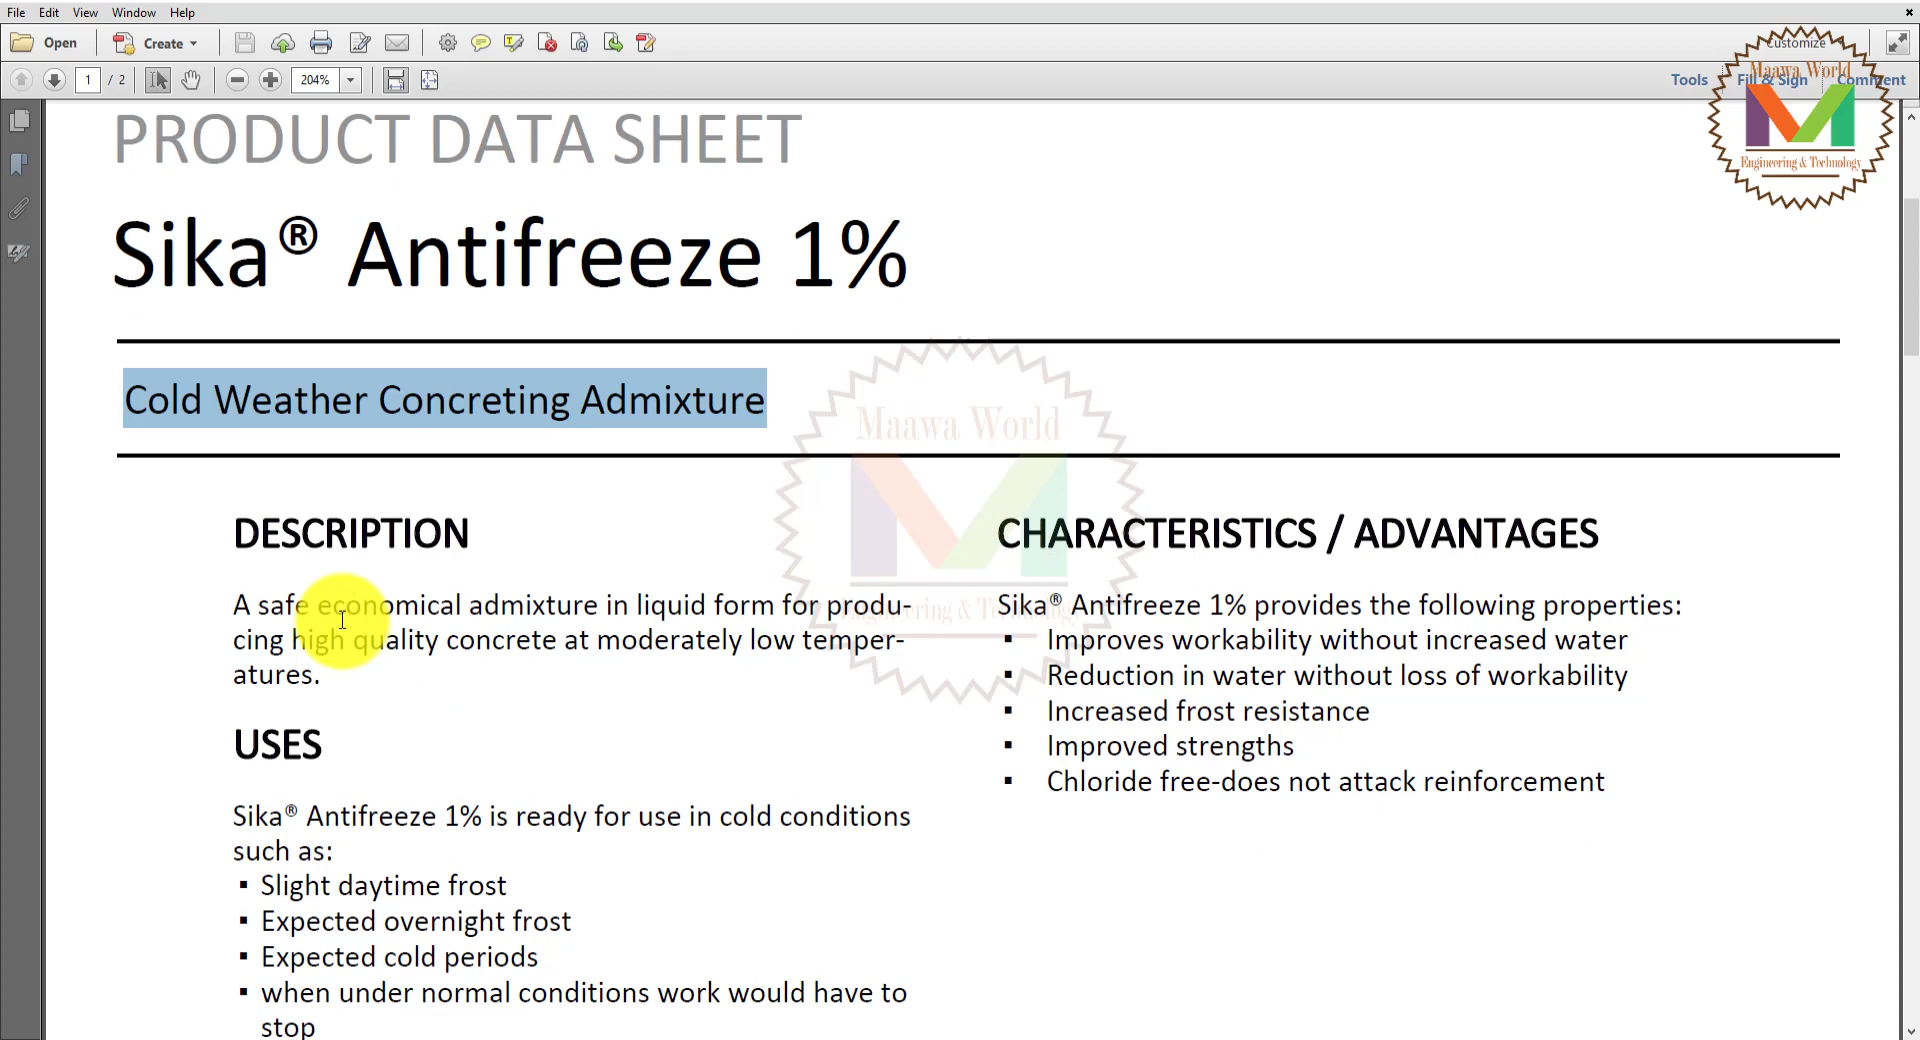 File Edit View Window Help
Open Create Customize
1 / 2 204% Tools Fill & Sign Comment
Maawa World
Engineering & Technology
PRODUCT DATA SHEET
Sika® Antifreeze 1%
Cold Weather Concreting Admixture
Maawa World
Engineering & Technology
DESCRIPTION
A safe economical admixture in liquid form for produ-
cing high quality concrete at moderately low temper-
atures.
USES
Sika® Antifreeze 1% is ready for use in cold conditions
such as:
▪ Slight daytime frost
▪ Expected overnight frost
▪ Expected cold periods
▪ when under normal conditions work would have to
stop
CHARACTERISTICS / ADVANTAGES
Sika® Antifreeze 1% provides the following properties:
▪ Improves workability without increased water
▪ Reduction in water without loss of workability
▪ Increased frost resistance
▪ Improved strengths
▪ Chloride free-does not attack reinforcement